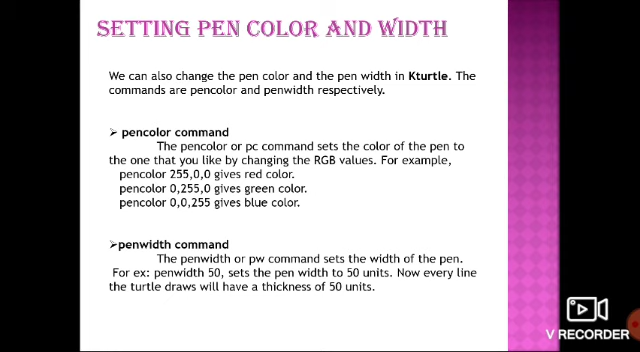 SETTING PEN COLOR AND WIDTH
We can also change the pen color and the pen width in Kturtle. The
commands are pencolor and penwidth respectively.
➢ pencolor command
The pencolor or pc command sets the color of the pen to
the one that you like by changing the RGB values. For example,
pencolor 255,0,0 gives red color.
pencolor 0,255,0 gives green color.
pencolor 0,0,255 gives blue color.
➢penwidth command
The penwidth or pw command sets the width of the pen.
For ex: penwidth 50, sets the pen width to 50 units. Now every line
the turtle draws will have a thickness of 50 units.
V RECORDER